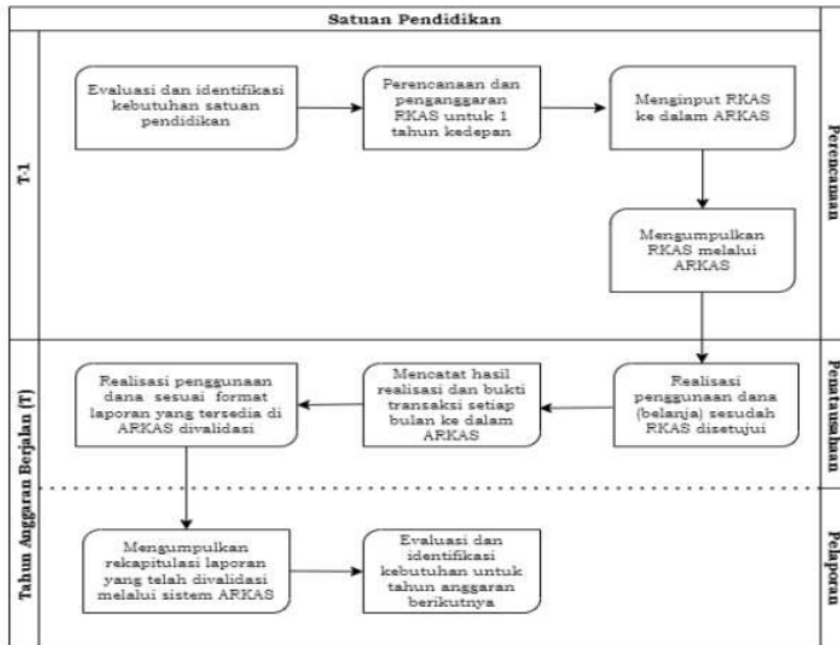 Satuan Pendidikan
T-1
Perencanaan
Evaluasi dan identifikasi
kebutuhan satuan
pendidikan
Perencanaan dan
penganggaran
RKAS untuk 1
tahun kedepan
Menginput RKAS
ke dalam ARKAS
Mengumpulkan
RKAS melalui
ARKAS
Tahun Anggaran Berjalan (T)
Penatausahaan
Realisasi
penggunaan dana
(belanja) sesudah
RKAS disetujui
Mencatat hasil
realisasi dan bukti
transaksi setiap
bulan ke dalam
ARKAS
Realisasi penggunaan
dana sesuai format
laporan yang tersedia di
ARKAS divalidasi
Pelaporan
Mengumpulkan
rekapitulasi laporan
yang telah divalidasi
melalui sistem ARKAS
Evaluasi dan
identifikasi
kebutuhan untuk
tahun anggaran
berikutnya